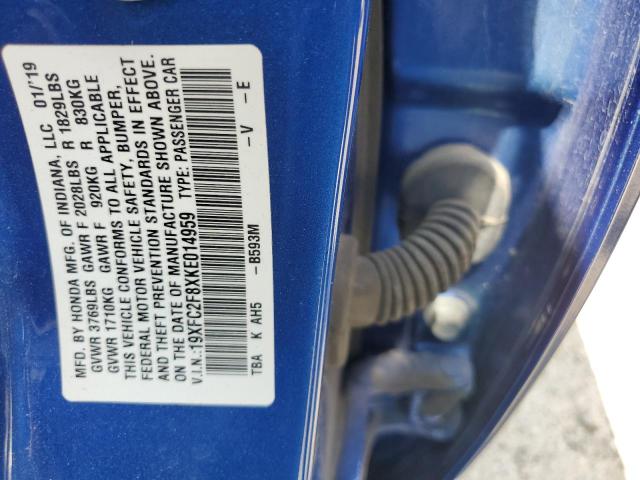 MFD. BY HONDA MFG. OF INDIANA, LLC 01/'19
GVWR 3769LBS GAWR F 2028LBS R 1829LBS
GVWR 1710KG GAWR F 920KG R 830KG
THIS VEHICLE CONFORMS TO ALL APPLICABLE
FEDERAL MOTOR VEHICLE SAFETY, BUMPER,
AND THEFT PREVENTION STANDARDS IN EFFECT
ON THE DATE OF MANUFACTURE SHOWN ABOVE.
V.I.N.:19XFC2F8XKE014959 TYPE: PASSENGER CAR
TBA K AH5 -B593M -V -E